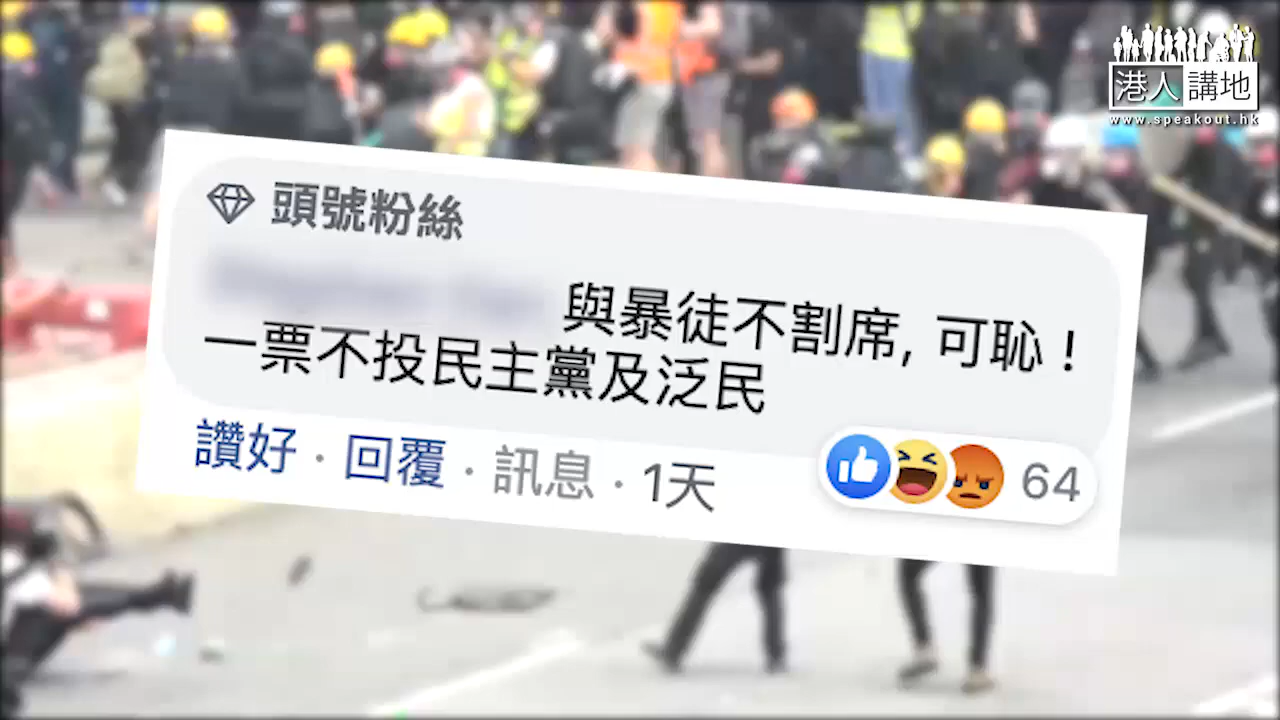 港人講地
www.speakout.hk
頭號粉絲
與暴徒不割席, 可恥！
一票不投民主黨及泛民
讚好 · 回覆 · 訊息 · 1天
64